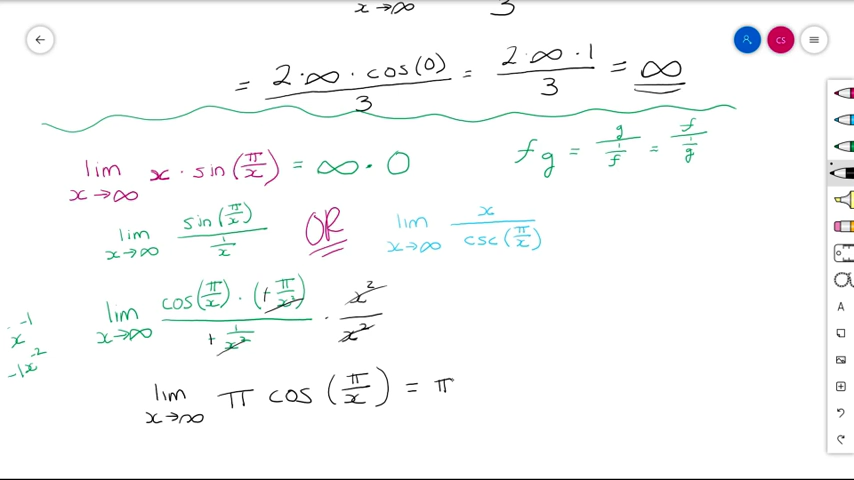 x→∞ 3
= 2·∞·cos(0)/3 = 2·∞·1/3 = ∞
lim x→∞ x · sin(π/x) = ∞ · 0
fg = g/(1/f) = f/(1/g)
lim x→∞ sin(π/x)/(1/x) OR lim x→∞ x/csc(π/x)
lim x→∞ cos(π/x) · (+π/x²)/(+1/x²) · x²/x²
x⁻¹
-1x⁻²
lim x→∞ π cos(π/x) = π
CS
A